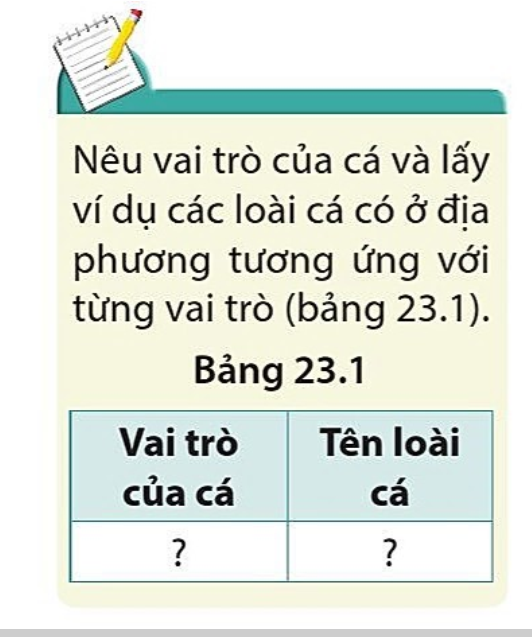 Nêu vai trò của cá và lấy
ví dụ các loài cá có ở địa
phương tương ứng với
từng vai trò (bảng 23.1).
Bảng 23.1
Vai trò
của cá
Tên loài
cá
?
?